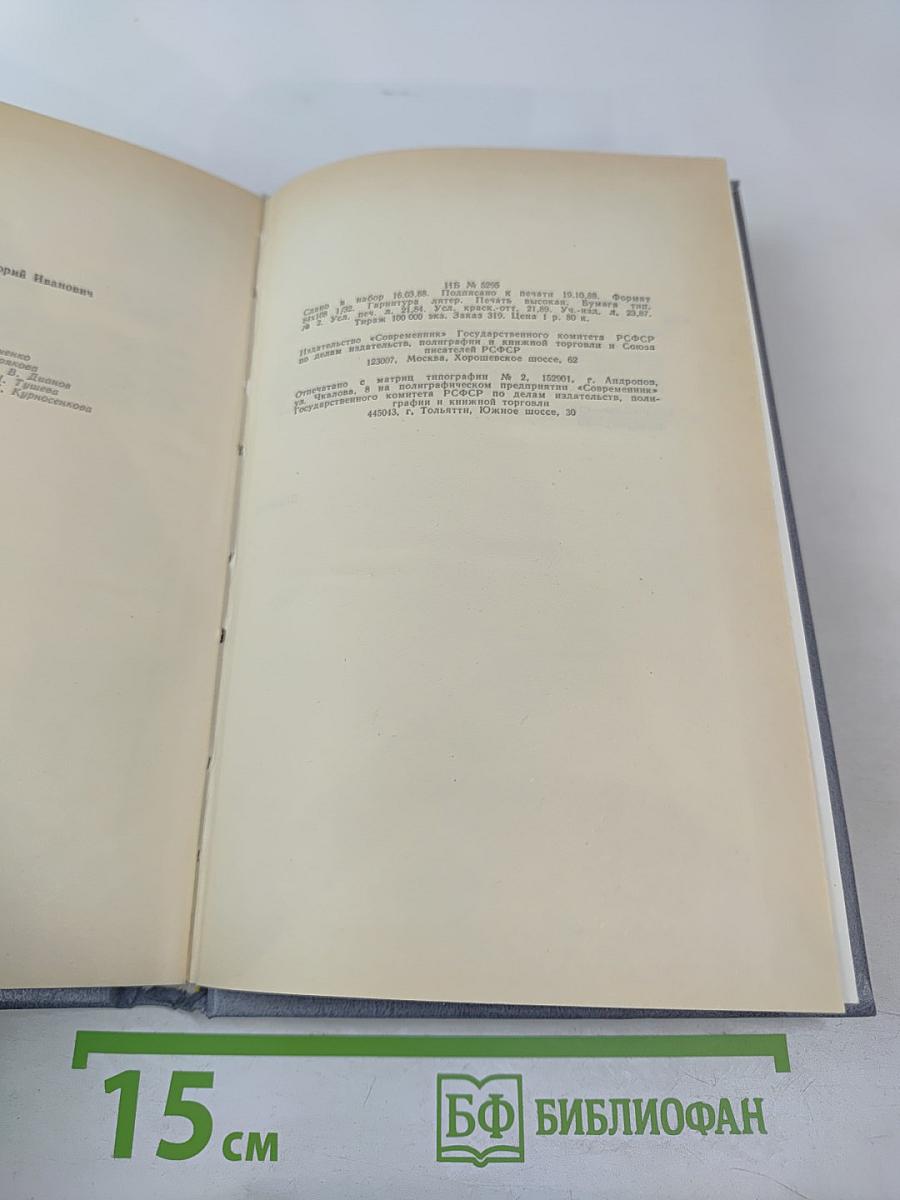 орий Иванович
ненко
рякова
В. Дианов
. Тушева
. Курносенкова
ИБ № 5295
Сдано в набор 16.03.88. Подписано к печати 19.10.88. Формат
84х108 1/32. Гарнитура литер. Печать высокая. Бумага тип.
№ 2. Усл. печ. л. 21,84. Усл. краск.-отт. 21,89. Уч.-изд. л. 23,87.
Тираж 100 000 экз. Заказ 319. Цена 1 р. 80 к.
Издательство «Современник» Государственного комитета РСФСР
по делам издательств, полиграфии и книжной торговли и Союза
писателей РСФСР
123007, Москва, Хорошевское шоссе, 62
Отпечатано с матриц типографии № 2, 152901, г. Андропов,
ул. Чкалова, 8 на полиграфическом предприятии «Современник»
Государственного комитета РСФСР по делам издательств, поли-
графии и книжной торговли
445043, г. Тольятти, Южное шоссе, 30
15 см
БФ БИБЛИОФАН